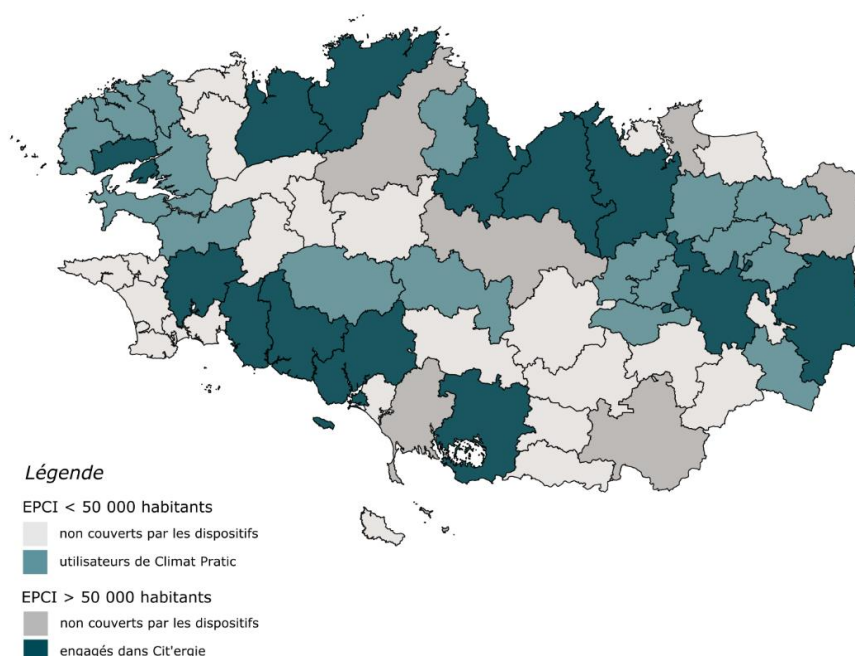 Légende
EPCI < 50 000 habitants
non couverts par les dispositifs
utilisateurs de Climat Pratic
EPCI > 50 000 habitants
non couverts par les dispositifs
engagés dans Cit'ergie